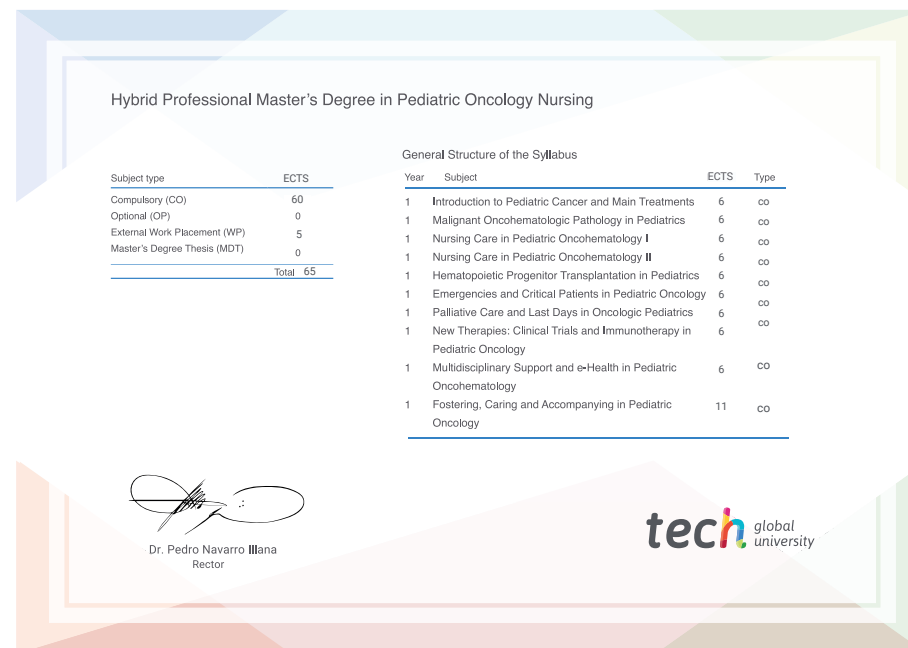 Hybrid Professional Master's Degree in Pediatric Oncology Nursing
Subject type ECTS
Compulsory (CO) 60
Optional (OP) 0
External Work Placement (WP) 5
Master's Degree Thesis (MDT) 0
Total 65
General Structure of the Syllabus
Year Subject ECTS Type
1 Introduction to Pediatric Cancer and Main Treatments 6 CO
1 Malignant Oncohematologic Pathology in Pediatrics 6 CO
1 Nursing Care in Pediatric Oncohematology I 6 CO
1 Nursing Care in Pediatric Oncohematology II 6 CO
1 Hematopoietic Progenitor Transplantation in Pediatrics 6 CO
1 Emergencies and Critical Patients in Pediatric Oncology 6 CO
1 Palliative Care and Last Days in Oncologic Pediatrics 6 CO
1 New Therapies: Clinical Trials and Immunotherapy in 6
Pediatric Oncology
1 Multidisciplinary Support and e-Health in Pediatric 6 CO
Oncohematology
1 Fostering, Caring and Accompanying in Pediatric 11 CO
Oncology
Dr. Pedro Navarro Illana
Rector
tech global
university